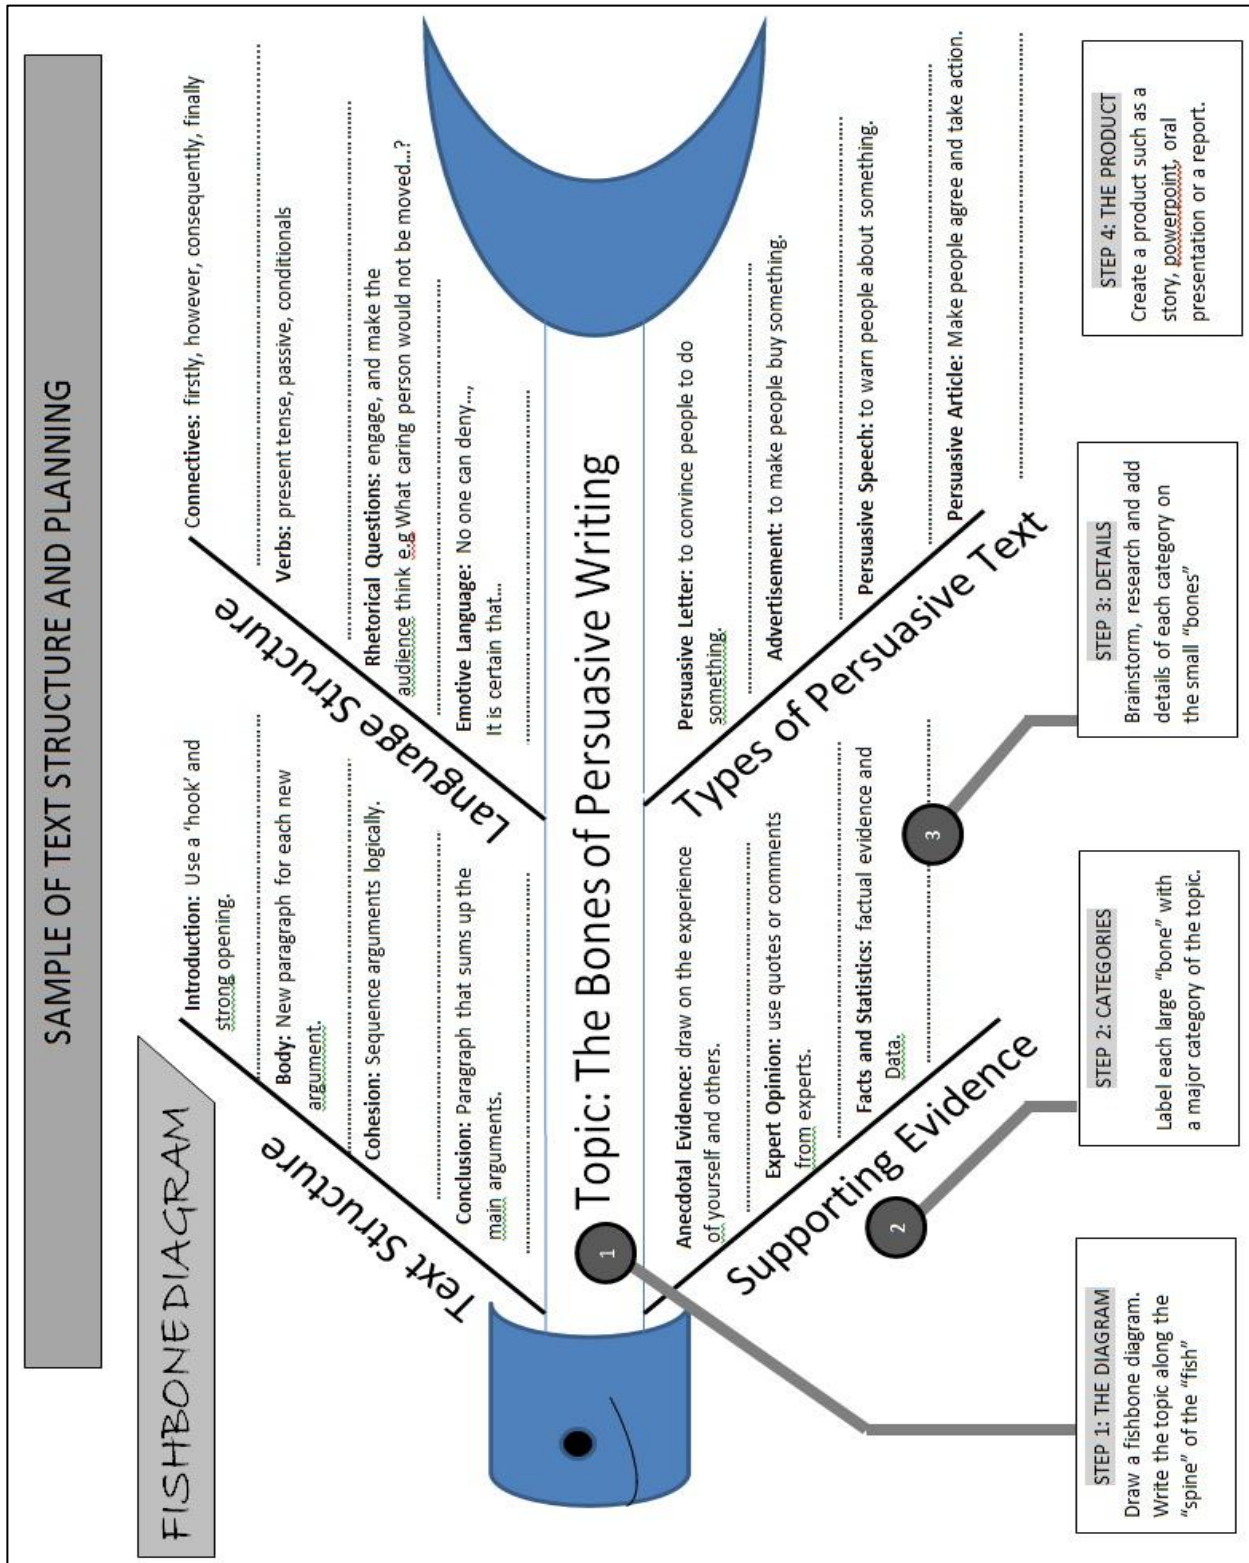 SAMPLE OF TEXT STRUCTURE AND PLANNING
FISHBONE DIAGRAM
Text Structure
Introduction: Use a 'hook' and
strong opening.
Body: New paragraph for each new
argument.
Cohesion: Sequence arguments logically.
Conclusion: Paragraph that sums up the
main arguments.
Language Structure
Connectives: firstly, however, consequently, finally
Verbs: present tense, passive, conditionals
Rhetorical Questions: engage, and make the
audience think e.g What caring person would not be moved...?
Emotive Language: No one can deny...,
It is certain that...
1
Topic: The Bones of Persuasive Writing
Supporting Evidence
Anecdotal Evidence: draw on the experience
of yourself and others.
Expert Opinion: use quotes or comments
from experts.
Facts and Statistics: factual evidence and
Data.
2
3
Types of Persuasive Text
Persuasive Letter: to convince people to do
something.
Advertisement: to make people buy something.
Persuasive Speech: to warn people about something.
Persuasive Article: Make people agree and take action.
STEP 1: THE DIAGRAM
Draw a fishbone diagram.
Write the topic along the
"spine" of the "fish"
STEP 2: CATEGORIES
Label each large "bone" with
a major category of the topic.
STEP 3: DETAILS
Brainstorm, research and add
details of each category on
the small "bones"
STEP 4: THE PRODUCT
Create a product such as a
story, powerpoint, oral
presentation or a report.